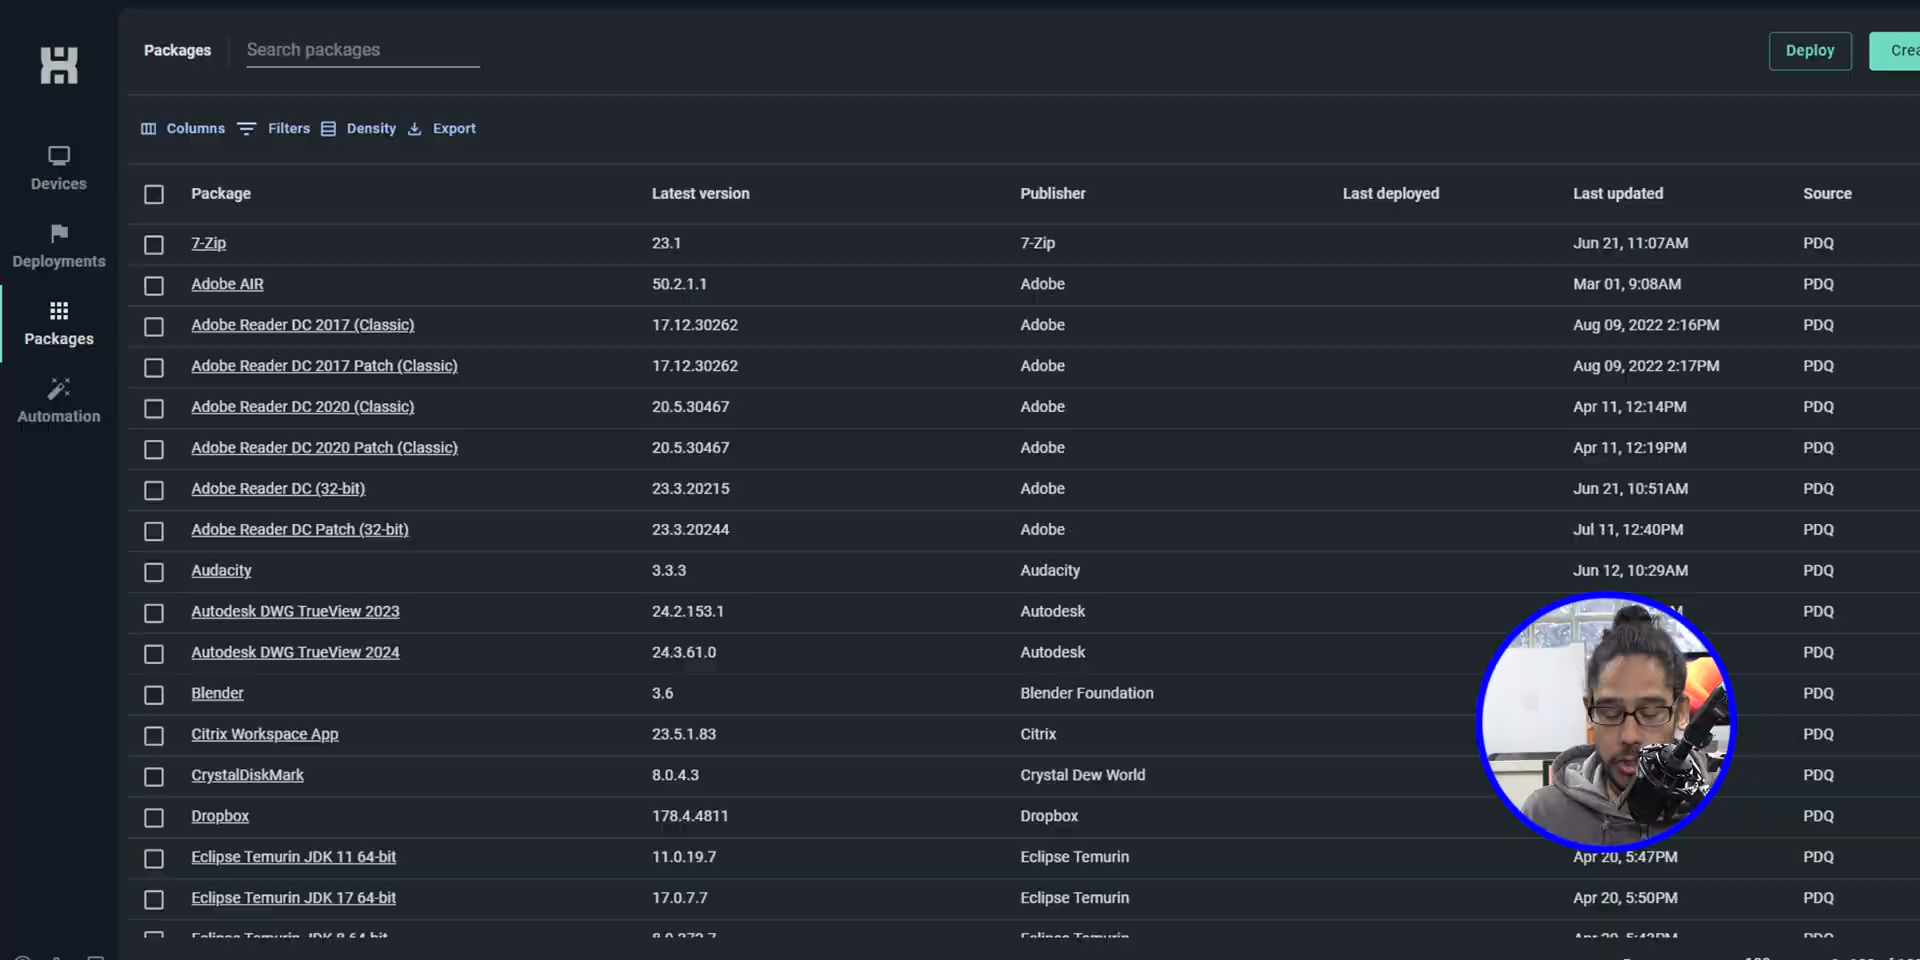 Packages Search packages Deploy Crea
Columns Filters Density Export
Devices
Deployments
Packages
Automation
Package Latest version Publisher Last deployed Last updated Source
7-Zip 23.1 7-Zip Jun 21, 11:07AM PDQ
Adobe AIR 50.2.1.1 Adobe Mar 01, 9:08AM PDQ
Adobe Reader DC 2017 (Classic) 17.12.30262 Adobe Aug 09, 2022 2:16PM PDQ
Adobe Reader DC 2017 Patch (Classic) 17.12.30262 Adobe Aug 09, 2022 2:17PM PDQ
Adobe Reader DC 2020 (Classic) 20.5.30467 Adobe Apr 11, 12:14PM PDQ
Adobe Reader DC 2020 Patch (Classic) 20.5.30467 Adobe Apr 11, 12:19PM PDQ
Adobe Reader DC (32-bit) 23.3.20215 Adobe Jun 21, 10:51AM PDQ
Adobe Reader DC Patch (32-bit) 23.3.20244 Adobe Jul 11, 12:40PM PDQ
Audacity 3.3.3 Audacity Jun 12, 10:29AM PDQ
Autodesk DWG TrueView 2023 24.2.153.1 Autodesk PDQ
Autodesk DWG TrueView 2024 24.3.61.0 Autodesk PDQ
Blender 3.6 Blender Foundation PDQ
Citrix Workspace App 23.5.1.83 Citrix PDQ
CrystalDiskMark 8.0.4.3 Crystal Dew World PDQ
Dropbox 178.4.4811 Dropbox PDQ
Eclipse Temurin JDK 11 64-bit 11.0.19.7 Eclipse Temurin Apr 20, 5:47PM PDQ
Eclipse Temurin JDK 17 64-bit 17.0.7.7 Eclipse Temurin Apr 20, 5:50PM PDQ
Eclipse Temurin JDK 8 64-bit Eclipse Temurin PDQ